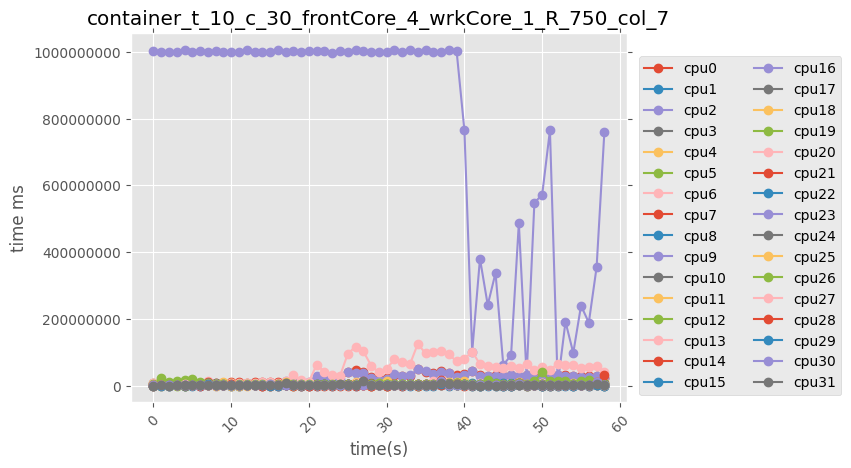 container_t_10_c_30_frontCore_4_wrkCore_1_R_750_col_7
1000000000
800000000
600000000
400000000
200000000
0
time ms
0
10
20
30
40
50
60
time(s)
cpu0
cpu1
cpu2
cpu3
cpu4
cpu5
cpu6
cpu7
cpu8
cpu9
cpu10
cpu11
cpu12
cpu13
cpu14
cpu15
cpu16
cpu17
cpu18
cpu19
cpu20
cpu21
cpu22
cpu23
cpu24
cpu25
cpu26
cpu27
cpu28
cpu29
cpu30
cpu31